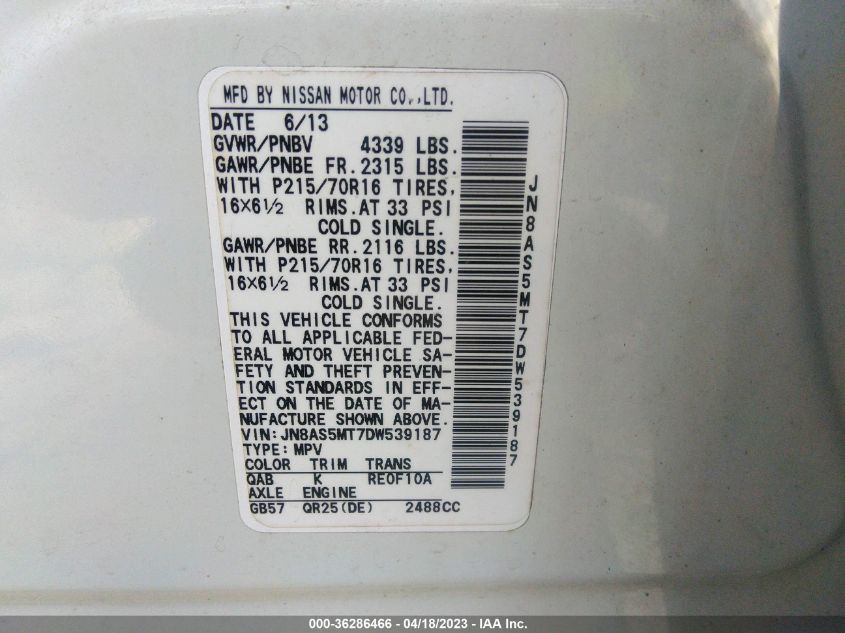 MFD BY NISSAN MOTOR CO.,LTD.
DATE 6/13
GVWR/PNBV 4339 LBS.
GAWR/PNBE FR.2315 LBS.
WITH P215/70R16 TIRES,
16X6½ RIMS.AT 33 PSI
COLD SINGLE.
GAWR/PNBE RR.2116 LBS.
WITH P215/70R16 TIRES,
16X6½ RIMS.AT 33 PSI
COLD SINGLE.
THIS VEHICLE CONFORMS
TO ALL APPLICABLE FED-
ERAL MOTOR VEHICLE SA-
FETY AND THEFT PREVEN-
TION STANDARDS IN EFF-
ECT ON THE DATE OF MA-
NUFACTURE SHOWN ABOVE.
VIN:JN8AS5MT7DW539187
TYPE:MPV
COLOR TRIM TRANS
QAB K RE0F10A
AXLE ENGINE
GB57 QR25(DE) 2488CC
JN8AS5MT7DW539187
000-36286466 - 04/18/2023 - IAA Inc.